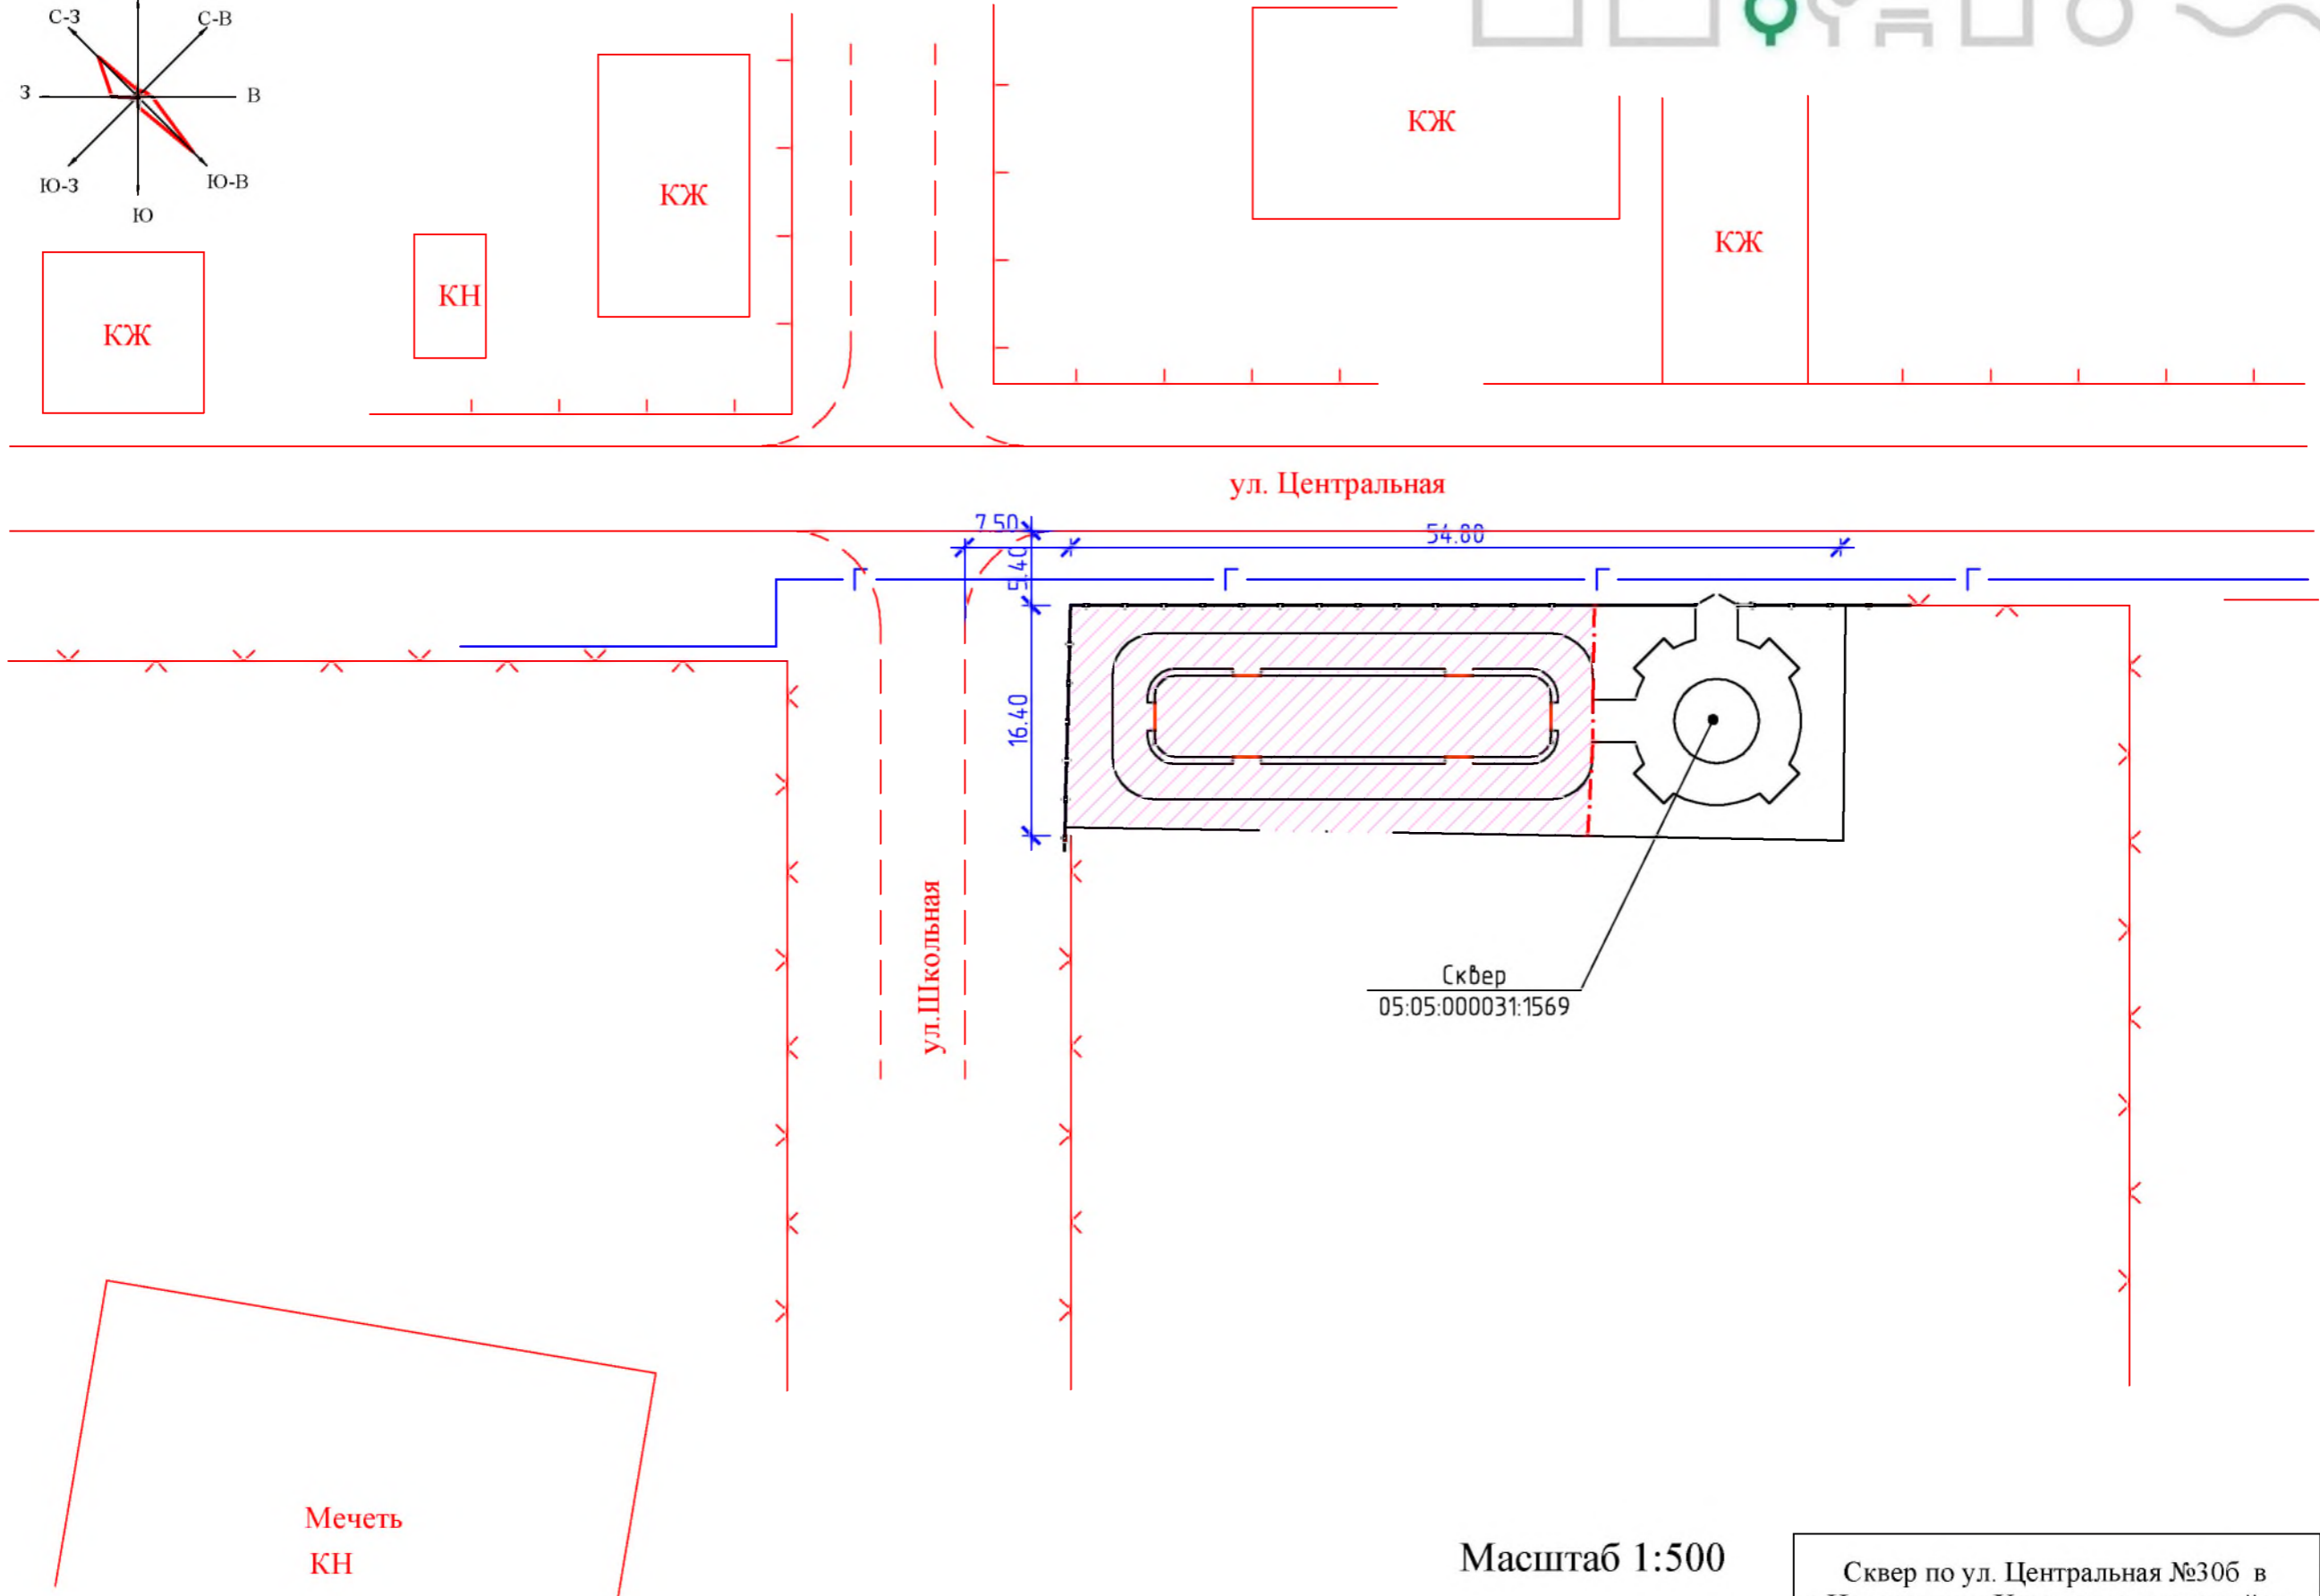 С-З
С-В
З
В
Ю-З
Ю-В
Ю
КЖ
КН
КЖ
КЖ
КЖ
ул. Центральная
7.50
54.80
5.40
Г
Г
Г
Г
16.40
ул.Школьная
Сквер
05:05:000031:1569
Мечеть
КН
Масштаб 1:500
Сквер по ул. Центральная №30б в